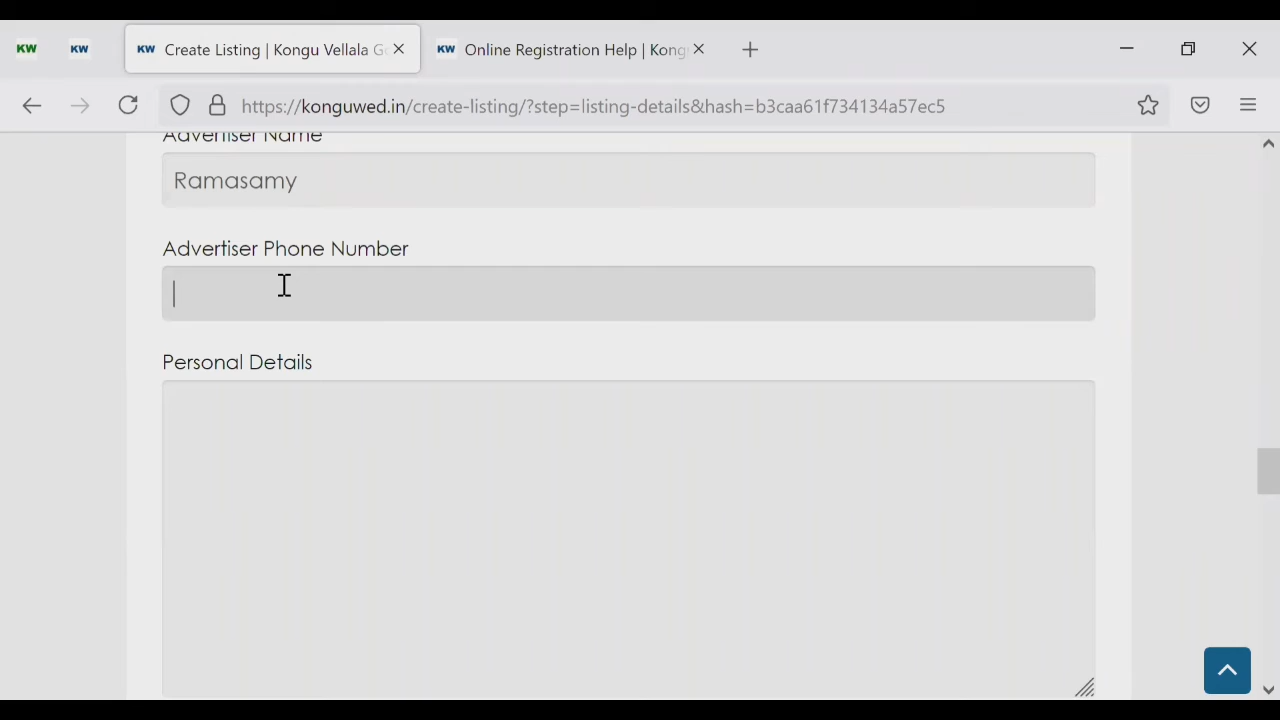 KW
KW
KW Create Listing | Kongu Vellala G
KW Online Registration Help | Kong
https://konguwed.in/create-listing/?step=listing-details&hash=b3caa61f734134a57ec5
Advertiser Name
Ramasamy
Advertiser Phone Number
Personal Details